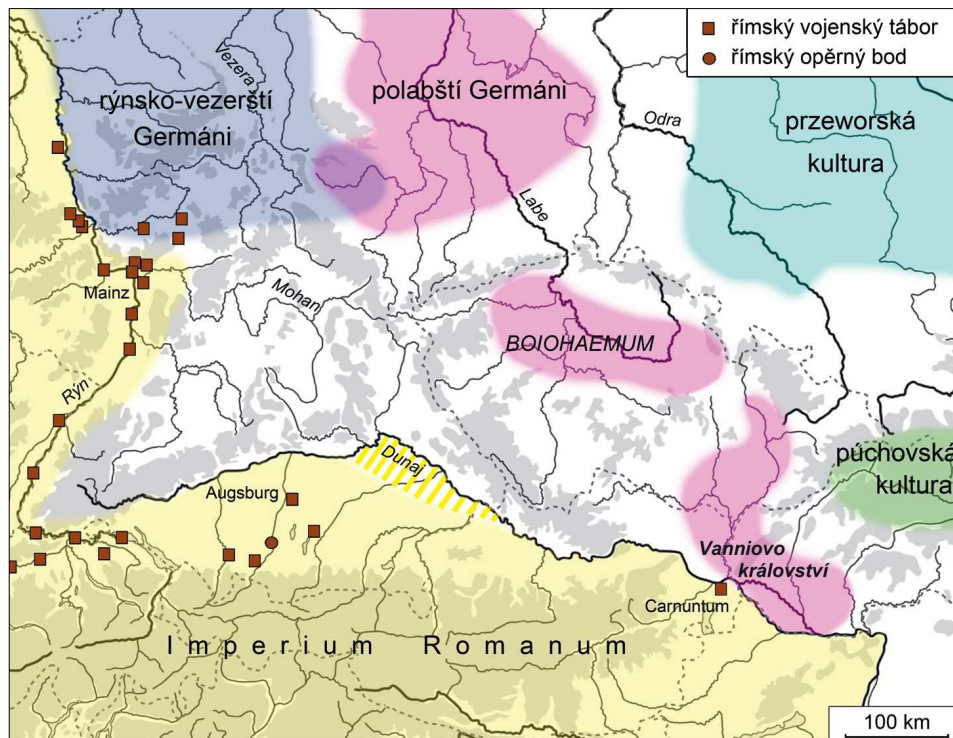 římský vojenský tábor
římský opěrný bod
Vezera
rýnsko-vezerští
Germáni
polabští Germáni
Odra
przeworská
kultura
Labe
Mainz
Mohan
BOIOHAEMUM
Rýn
Dunaj
púchovská
kultura
Augsburg
Vanniovo
království
Carnuntum
Imperium Romanum
100 km